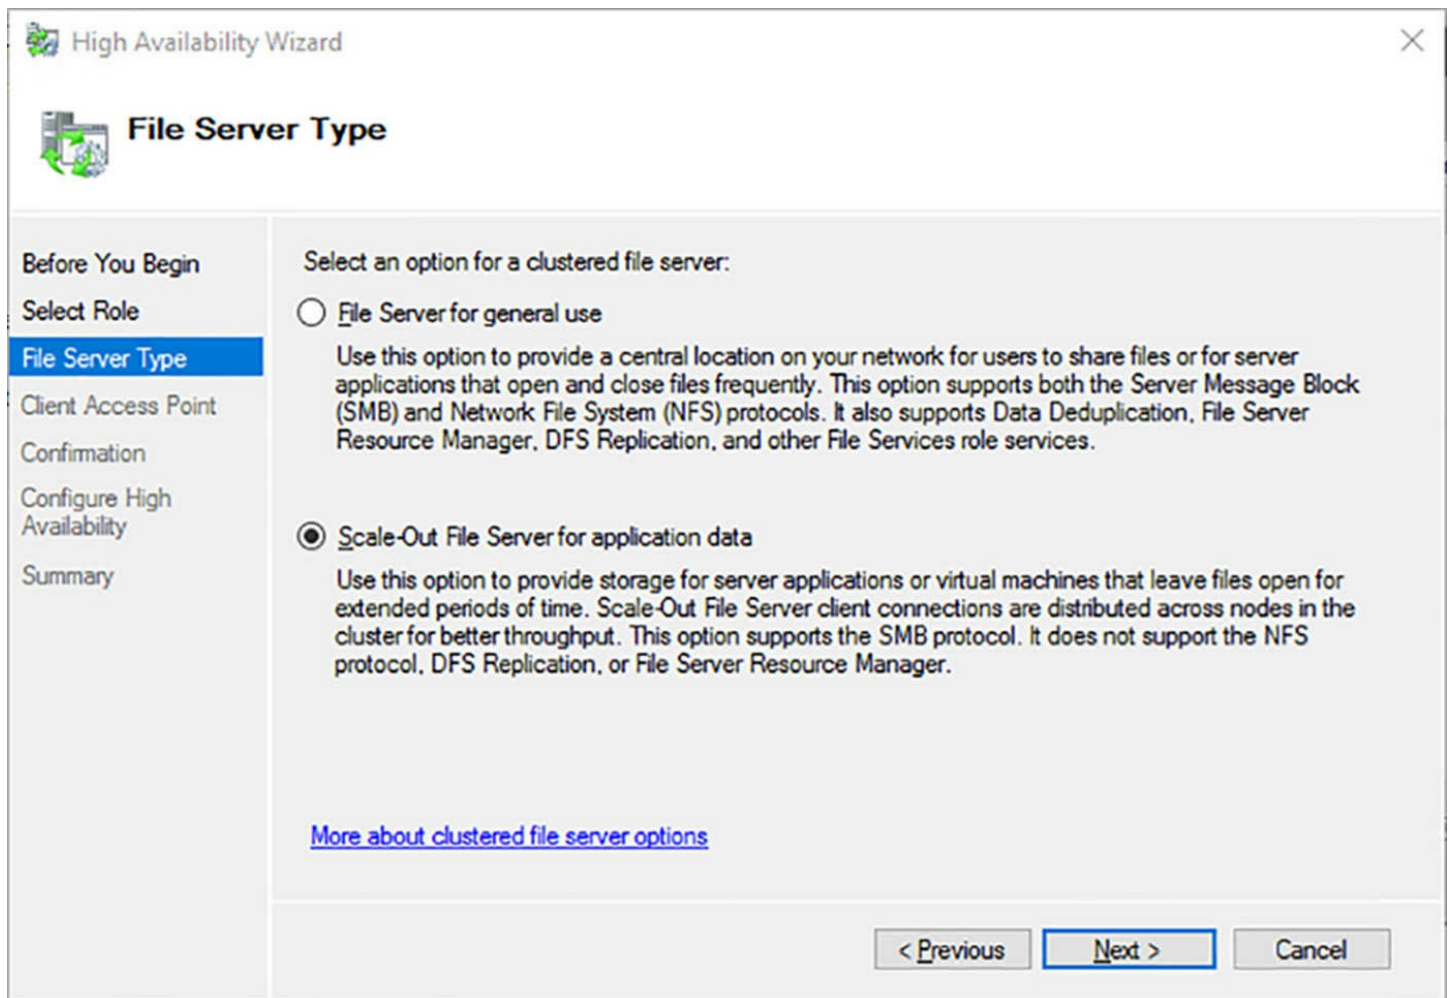 High Availability Wizard
File Server Type
Before You Begin
Select Role
File Server Type
Client Access Point
Confirmation
Configure High
Availability
Summary
Select an option for a clustered file server:
File Server for general use
Use this option to provide a central location on your network for users to share files or for server
applications that open and close files frequently. This option supports both the Server Message Block
(SMB) and Network File System (NFS) protocols. It also supports Data Deduplication, File Server
Resource Manager, DFS Replication, and other File Services role services.
Scale-Out File Server for application data
Use this option to provide storage for server applications or virtual machines that leave files open for
extended periods of time. Scale-Out File Server client connections are distributed across nodes in the
cluster for better throughput. This option supports the SMB protocol. It does not support the NFS
protocol, DFS Replication, or File Server Resource Manager.
More about clustered file server options
< Previous
Next >
Cancel